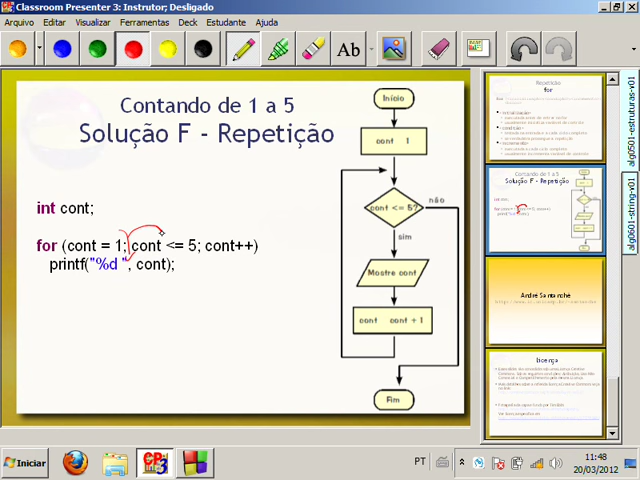 Classroom Presenter 3: Instrutor; Desligado
Arquivo Editar Visualizar Ferramentas Deck Estudante Ajuda
Ab
Contando de 1 a 5
Solução F - Repetição
int cont;
for (cont = 1; cont <= 5; cont++)
printf("%d ", cont);
Início
cont 1
cont <= 5?
não
sim
Mostre cont
cont cont + 1
Fim
Repetição
for
Contando de 1 a 5
Solução F - Repetição
André Santanchè
Licença
alg0501-estruturas-v01
alg0601-string-v01
Iniciar
PT
11:48
20/03/2012